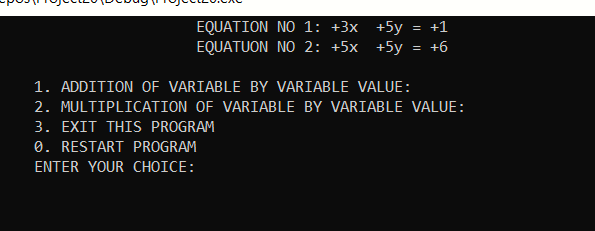 epos\Project20\Debug\Project20.exe
EQUATION NO 1: +3x +5y = +1
EQUATUON NO 2: +5x +5y = +6
1. ADDITION OF VARIABLE BY VARIABLE VALUE:
2. MULTIPLICATION OF VARIABLE BY VARIABLE VALUE:
3. EXIT THIS PROGRAM
0. RESTART PROGRAM
ENTER YOUR CHOICE: